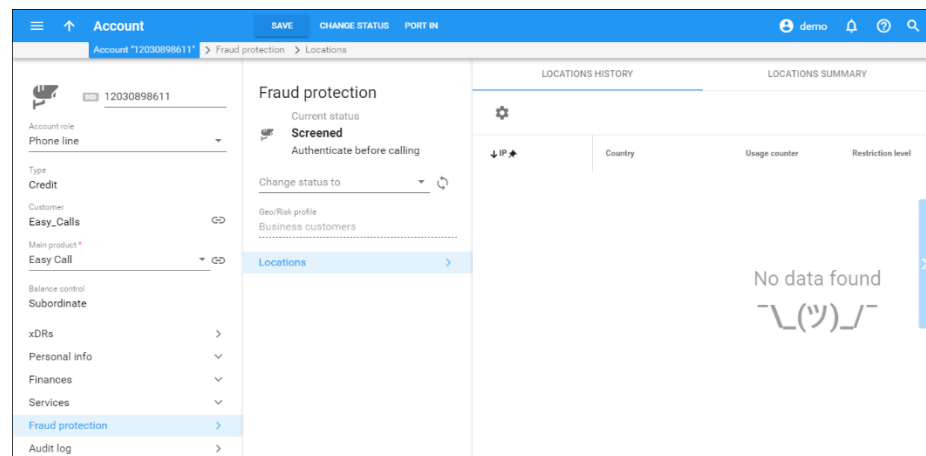 Account
SAVE CHANGE STATUS PORT IN
demo
Account "12030898611" > Fraud protection > Locations
DID 12030898611
Account role
Phone line
Type
Credit
Customer
Easy_Calls
Main product *
Easy Call
Balance control
Subordinate
xDRs
Personal info
Finances
Services
Fraud protection
Audit log
Fraud protection
Current status
Screened
Authenticate before calling
Change status to
Geo/Risk profile
Business customers
Locations
LOCATIONS HISTORY LOCATIONS SUMMARY
IP Country Usage counter Restriction level
No data found
¯\_(ツ)_/¯